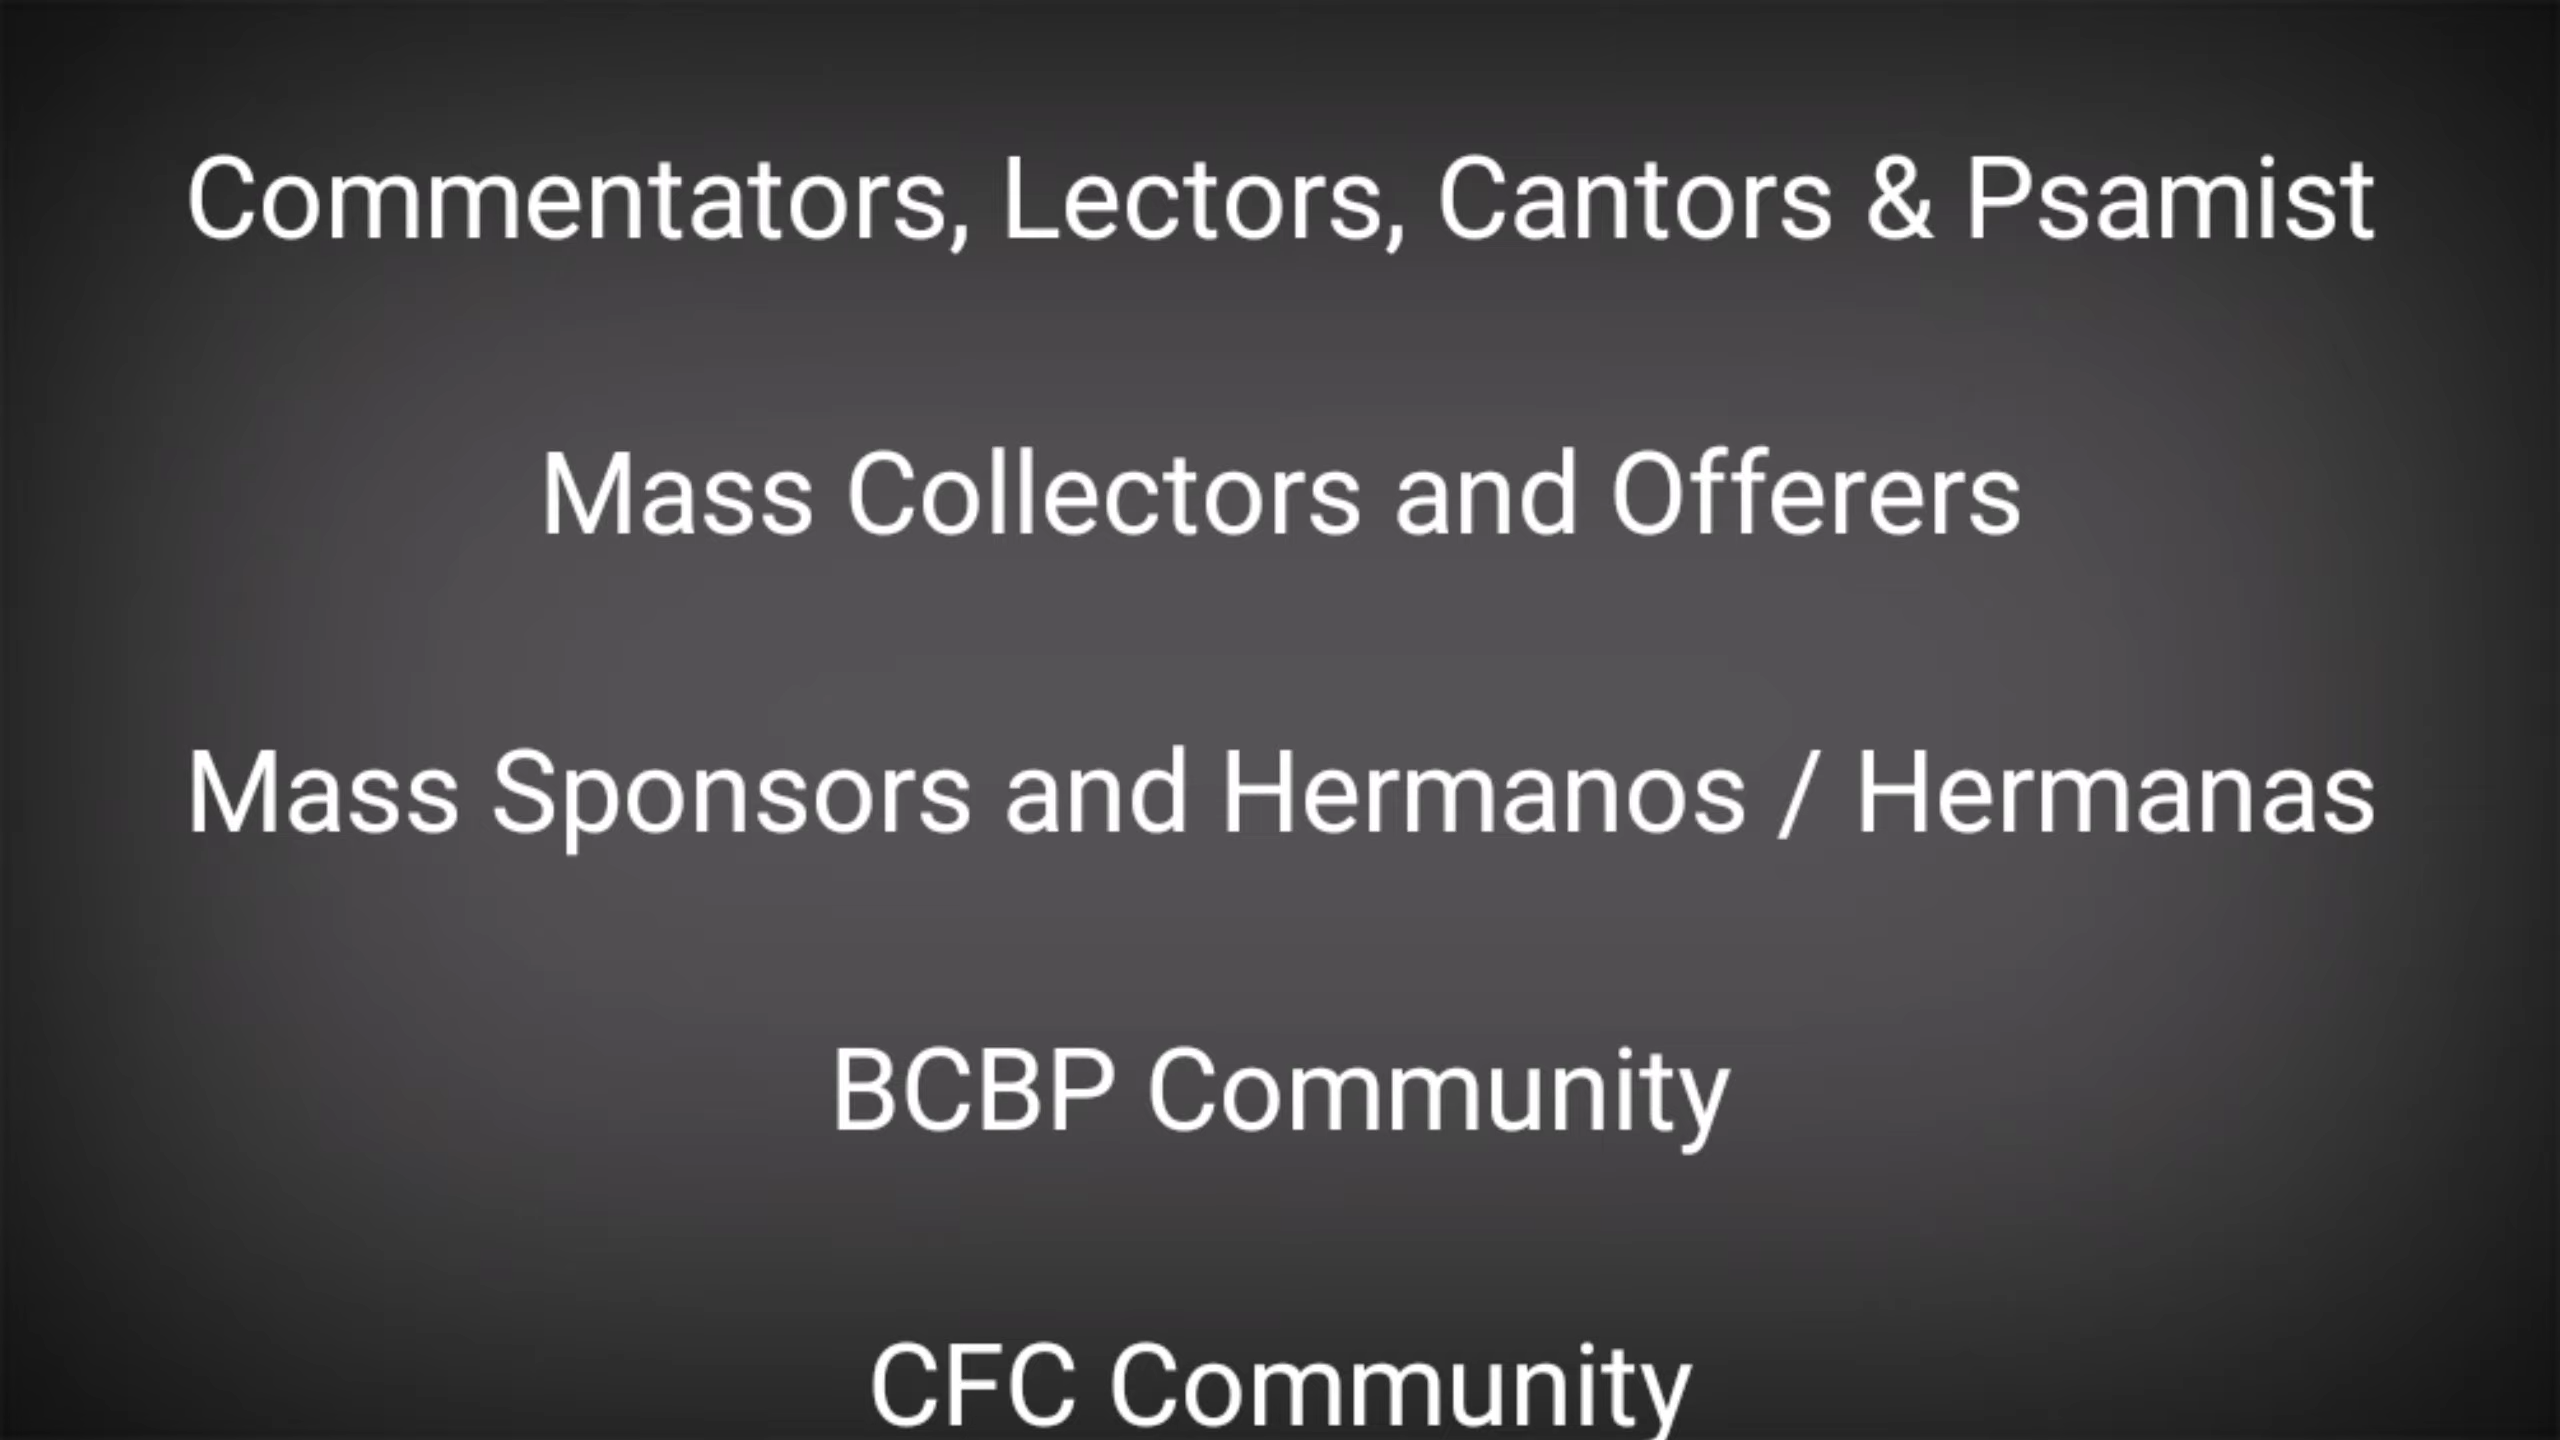 Commentators, Lectors, Cantors & Psamist
Mass Collectors and Offerers
Mass Sponsors and Hermanos / Hermanas
BCBP Community
CFC Community